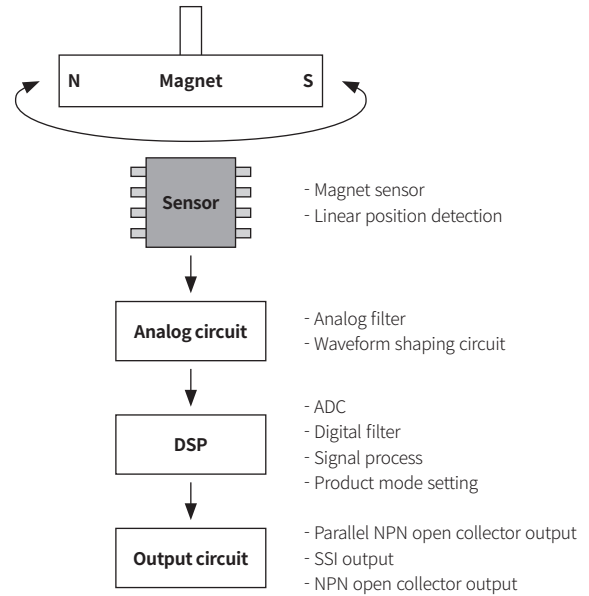 N Magnet S
Sensor
- Magnet sensor
- Linear position detection
Analog circuit
- Analog filter
- Waveform shaping circuit
DSP
- ADC
- Digital filter
- Signal process
- Product mode setting
Output circuit
- Parallel NPN open collector output
- SSI output
- NPN open collector output